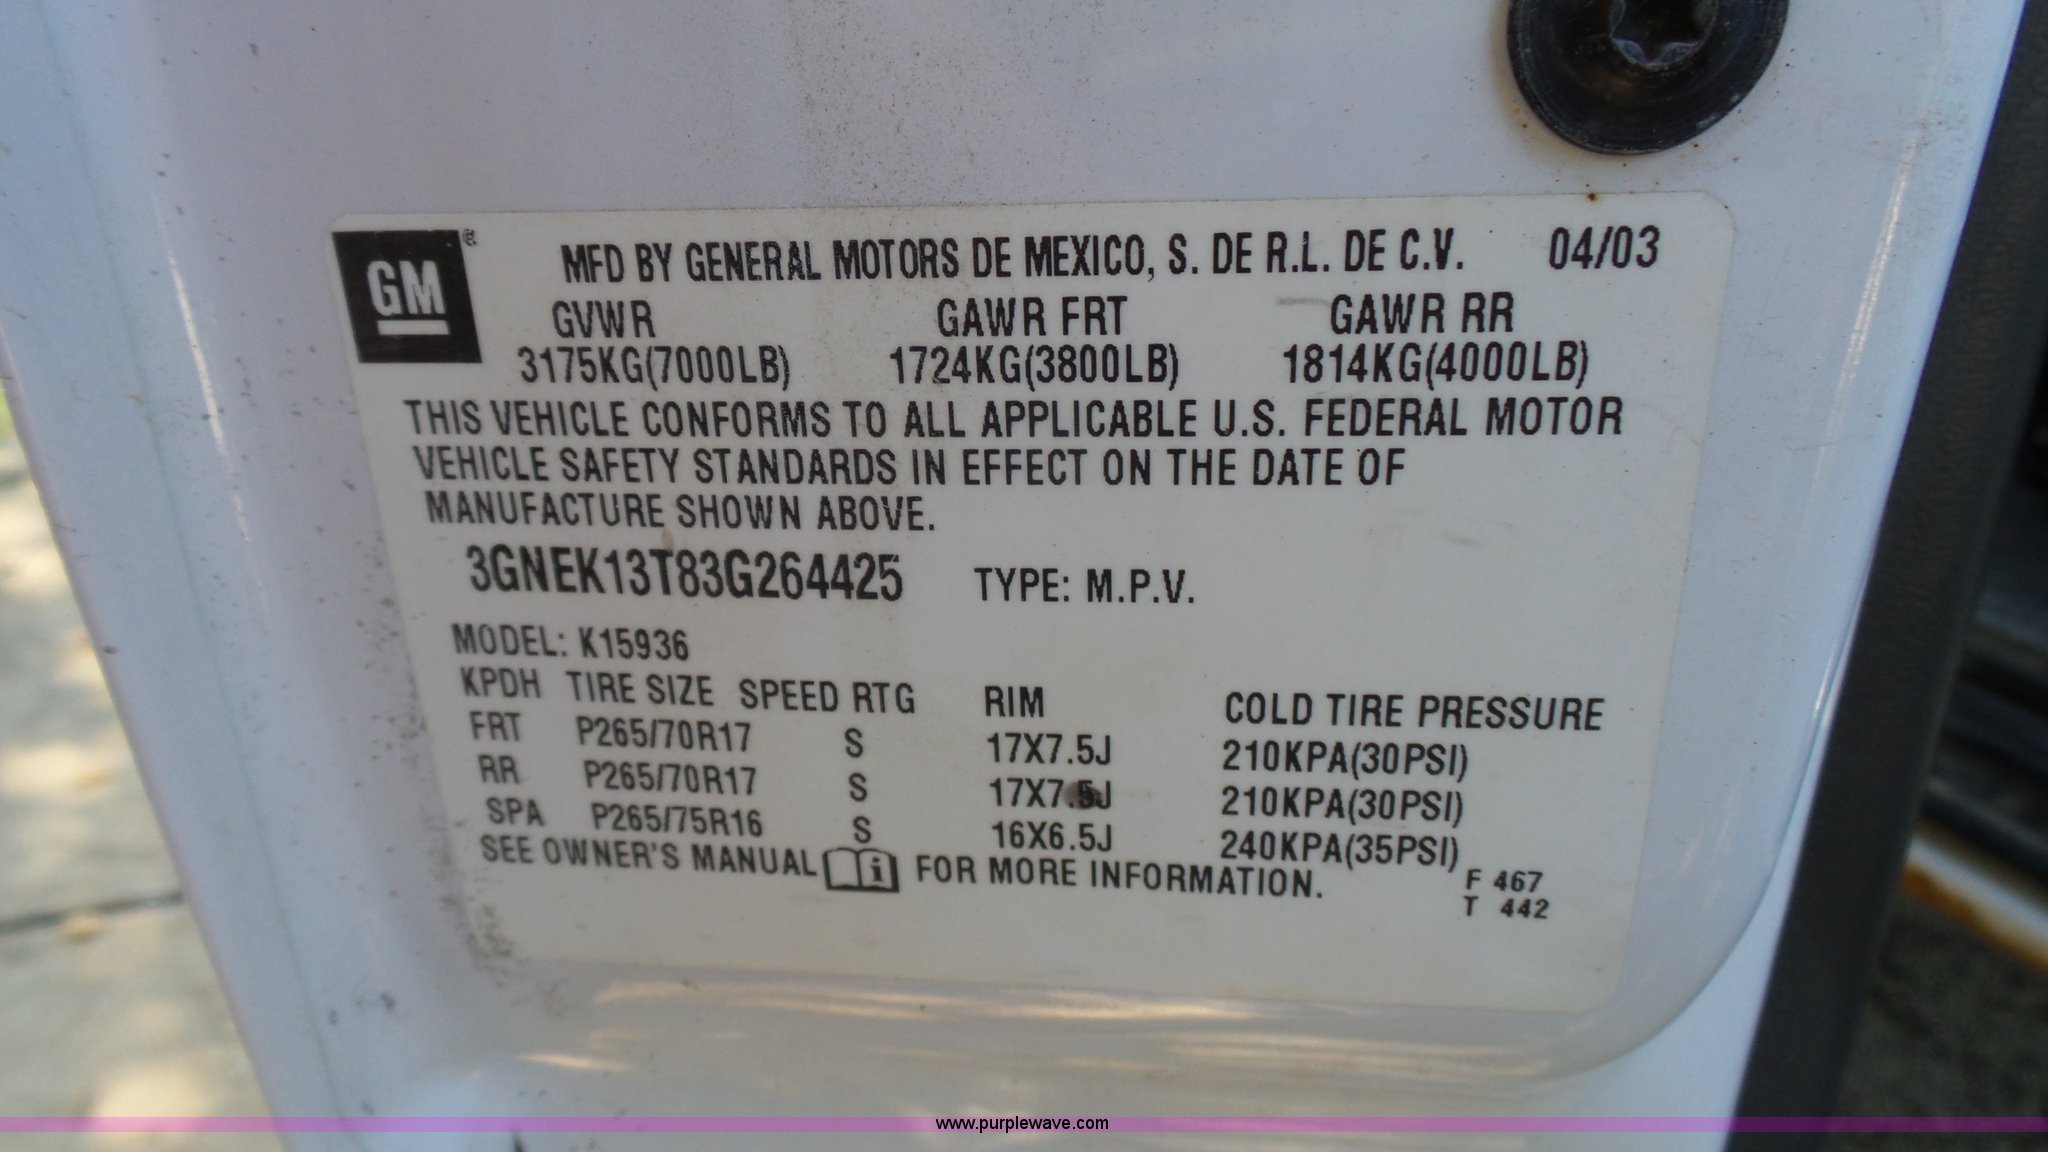 GM ®
MFD BY GENERAL MOTORS DE MEXICO, S. DE R.L. DE C.V. 04/03
GVWR GAWR FRT GAWR RR
3175KG(7000LB) 1724KG(3800LB) 1814KG(4000LB)
THIS VEHICLE CONFORMS TO ALL APPLICABLE U.S. FEDERAL MOTOR
VEHICLE SAFETY STANDARDS IN EFFECT ON THE DATE OF
MANUFACTURE SHOWN ABOVE.
3GNEK13T83G264425 TYPE: M.P.V.
MODEL: K15936
KPDH TIRE SIZE SPEED RTG RIM COLD TIRE PRESSURE
FRT P265/70R17 S 17X7.5J 210KPA(30PSI)
RR P265/70R17 S 17X7.5J 210KPA(30PSI)
SPA P265/75R16 S 16X6.5J 240KPA(35PSI)
SEE OWNER'S MANUAL i FOR MORE INFORMATION.
F 467
T 442
www.purplewave.com